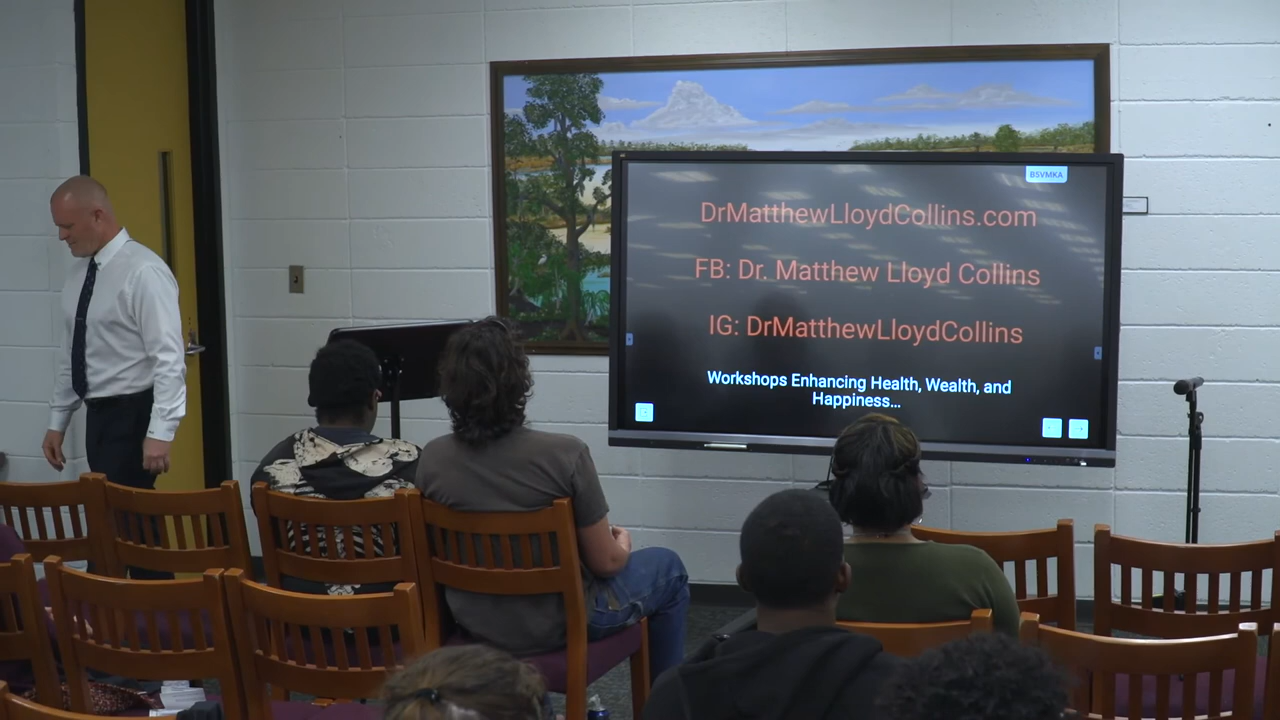 BSVMKA
DrMatthewLloydCollins.com
FB: Dr. Matthew Lloyd Collins
IG: DrMatthewLloydCollins
Workshops Enhancing Health, Wealth, and
Happiness...